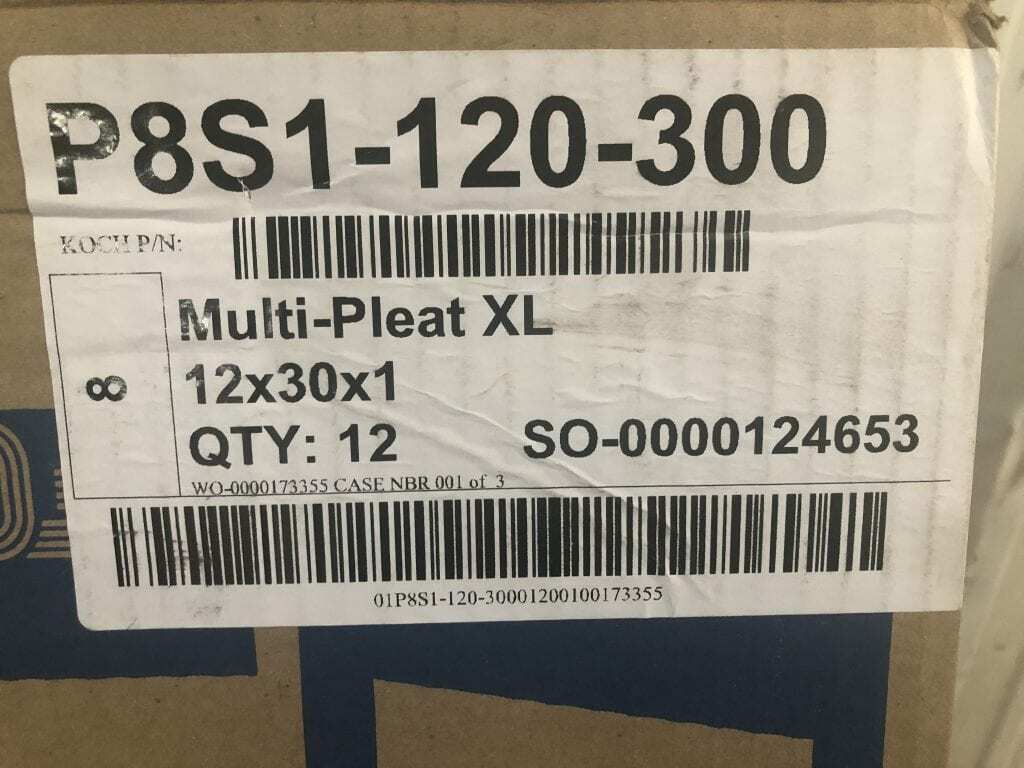 P8S1-120-300
KOCH P/N:
Multi-Pleat XL
8
12x30x1
QTY: 12 SO-0000124653
WO-0000173355 CASE NBR 001 of 3
01P8S1-120-30001200100173355